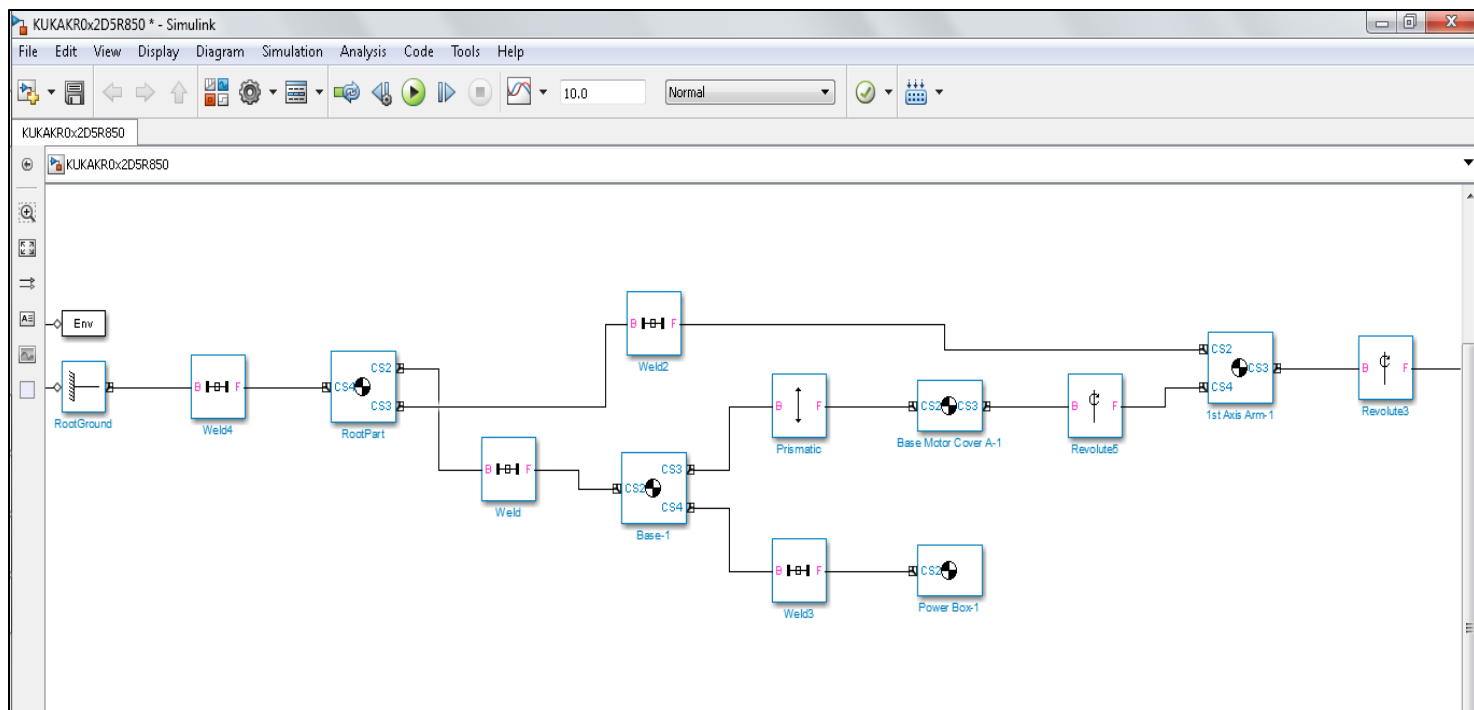 KUKAKR0x2D5R850 * - Simulink
File Edit View Display Diagram Simulation Analysis Code Tools Help
10.0
Normal
KUKAKR0x2D5R850
KUKAKR0x2D5R850
Env
RootGround
B F
Weld4
CS4
CS2
CS3
RootPart
B F
Weld2
B F
Weld
CS2
CS3
CS4
Base-1
B F
Prismatic
CS2 CS3
Base Motor Cover A-1
B F
Revolute5
CS2
CS4
CS3
1st Axis Arm-1
B F
Revolute3
B F
Weld3
CS2
Power Box-1